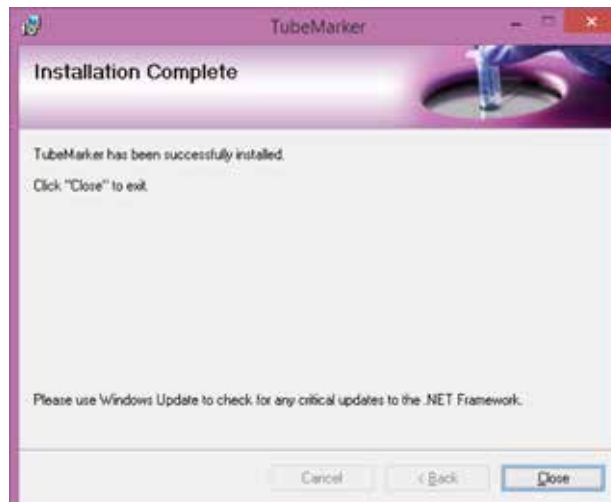 TubeMarker
Installation Complete
TubeMarker has been successfully installed.
Click "Close" to exit.
Please use Windows Update to check for any critical updates to the .NET Framework.
Cancel < Back Close